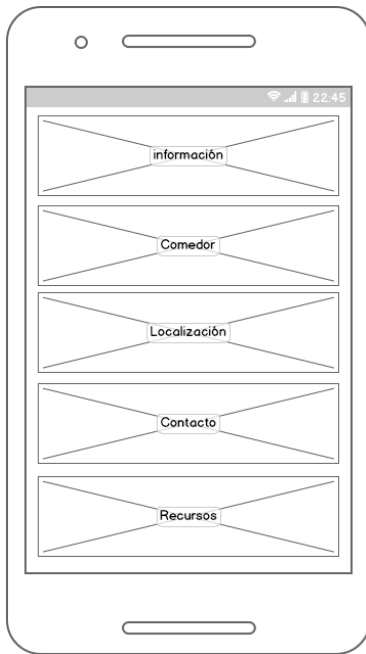 22:45
información
Comedor
Localización
Contacto
Recursos